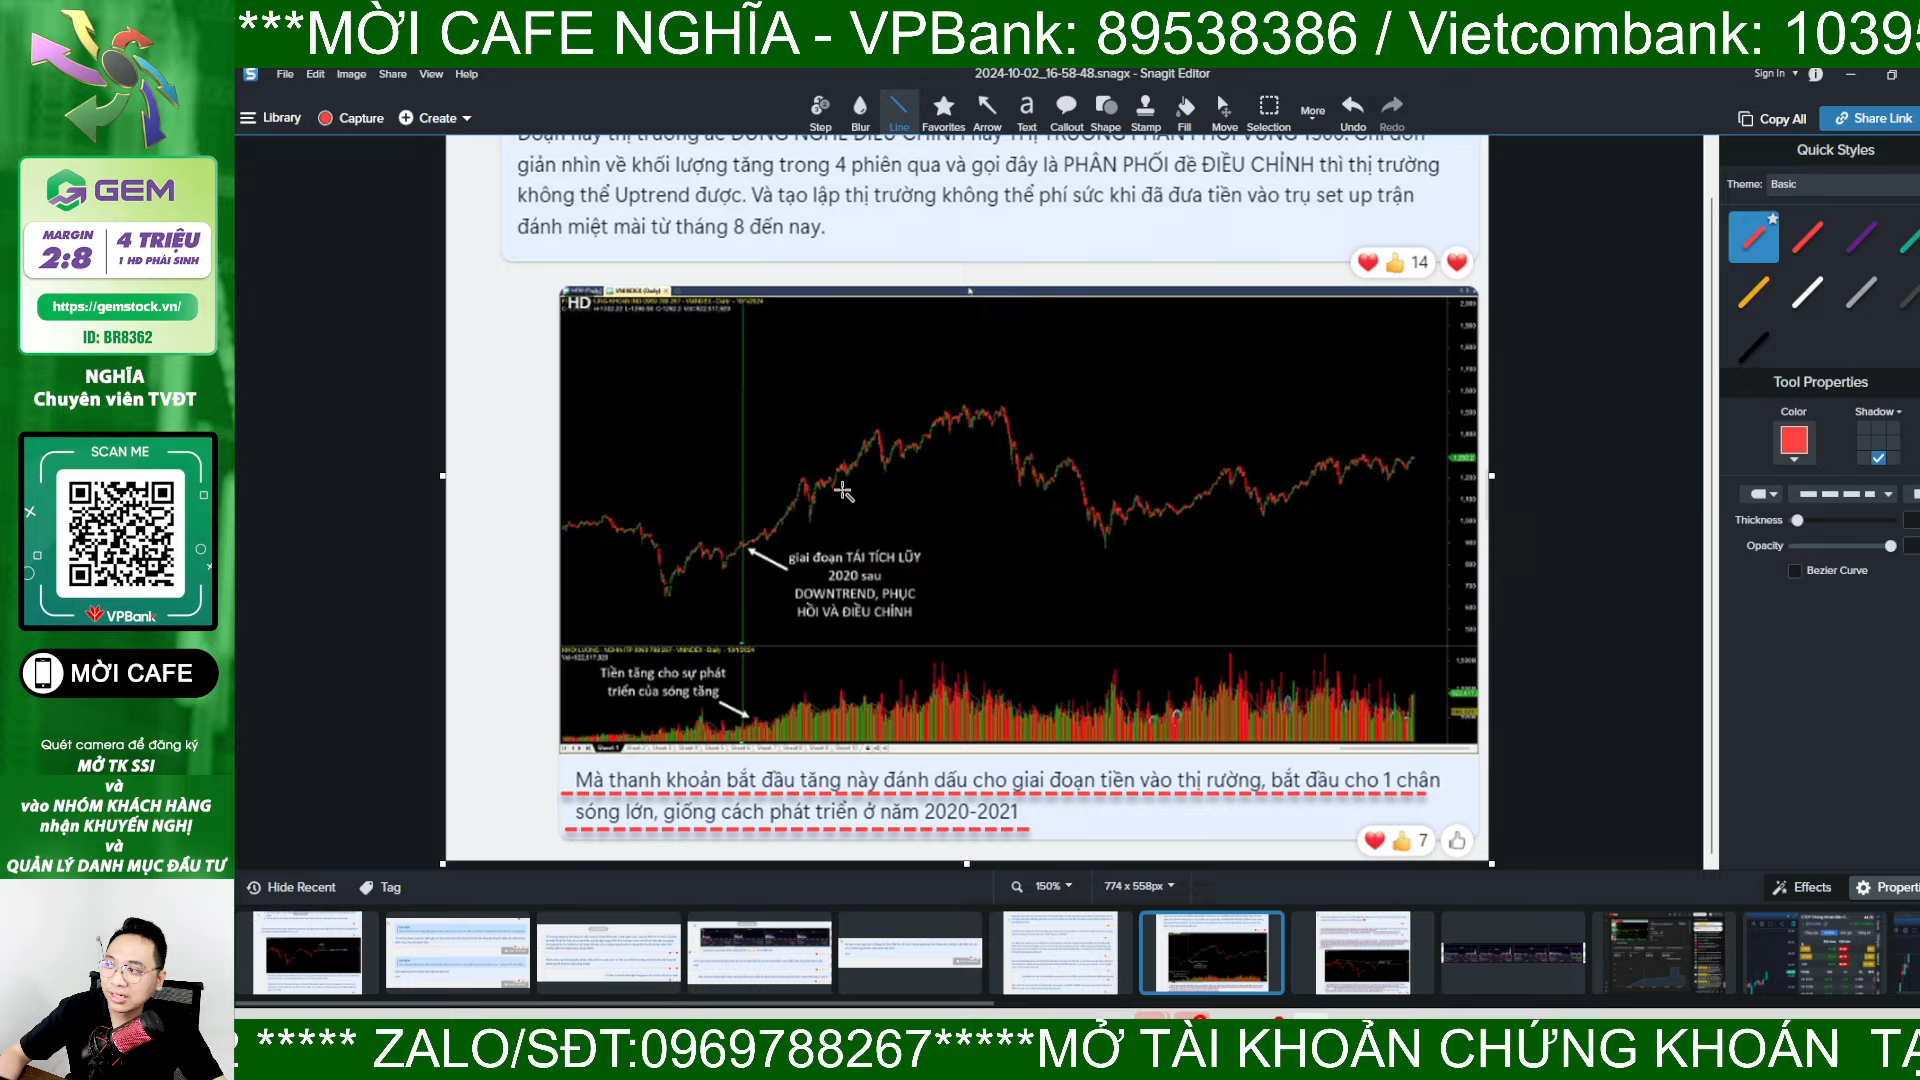 ***MỜI CAFE NGHĨA - VPBank: 89538386 / Vietcombank: 10395
GEM
MARGIN
2:8
4 TRIỆU
1 HĐ PHÁI SINH
https://gemstock.vn/
ID: BR8362
NGHĨA
Chuyên viên TVĐT
SCAN ME
VPBank
MỜI CAFE
Quét camera để đăng ký
MỞ TK SSI
và
vào NHÓM KHÁCH HÀNG
nhận KHUYẾN NGHỊ
và
QUẢN LÝ DANH MỤC ĐẦU TƯ
File Edit Image Share View Help
2024-10-02_16-58-48.snagx - Snagit Editor
Sign In
Library Capture Create
Step Blur Line Favorites Arrow Text Callout Shape Stamp Fill Move Selection More Undo Redo
Copy All Share Link
giản nhìn về khối lượng tăng trong 4 phiên qua và gọi đây là PHÂN PHỐI đề ĐIỀU CHỈNH thì thị trường
không thể Uptrend được. Và tạo lập thị trường không thể phí sức khi đã đưa tiền vào trụ set up trận
đánh miệt mài từ tháng 8 đến nay.
14
HD
VNINDEX (Daily)
giai đoạn TÁI TÍCH LŨY
2020 sau
DOWNTREND, PHỤC
HỒI VÀ ĐIỀU CHỈNH
Tiền tăng cho sự phát
triển của sóng tăng
Mà thanh khoản bắt đầu tăng này đánh dấu cho giai đoạn tiền vào thị rường, bắt đầu cho 1 chân
sóng lớn, giống cách phát triển ở năm 2020-2021
7
Quick Styles
Theme: Basic
Tool Properties
Color Shadow
Thickness
Opacity
Bezier Curve
Hide Recent Tag
150% 774 x 558px
Effects Properti
***** ZALO/SĐT:0969788267*****MỞ TÀI KHOẢN CHỨNG KHOÁN TẠ